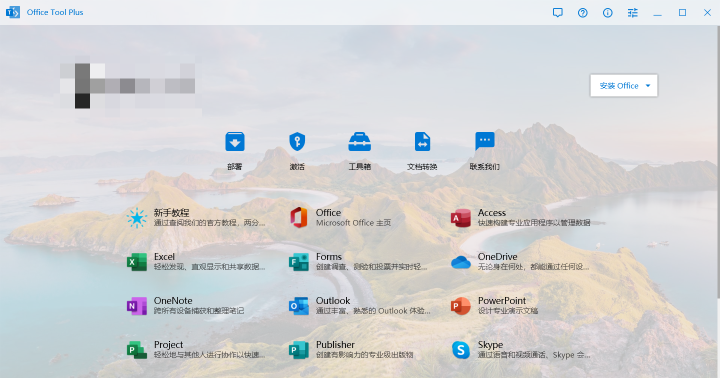 Office Tool Plus
安装 Office
部署
激活
工具箱
文档转换
联系我们
新手教程
通过查阅我们的官方教程，两分...
Office
Microsoft Office 主页
Access
快速构建专业应用程序以管理数据
Excel
轻松发现、直观显示和共享数据...
Forms
创建调查、测验和投票并实时轻...
OneDrive
无论身在何处，都能通过任何设...
OneNote
跨所有设备捕获和整理笔记
Outlook
通过丰富、熟悉的 Outlook 体验...
PowerPoint
设计专业演示文稿
Project
轻松地与其他人进行协作以快速...
Publisher
创建有影响力的专业级出版物
Skype
通过语音和视频通话、Skype 会...